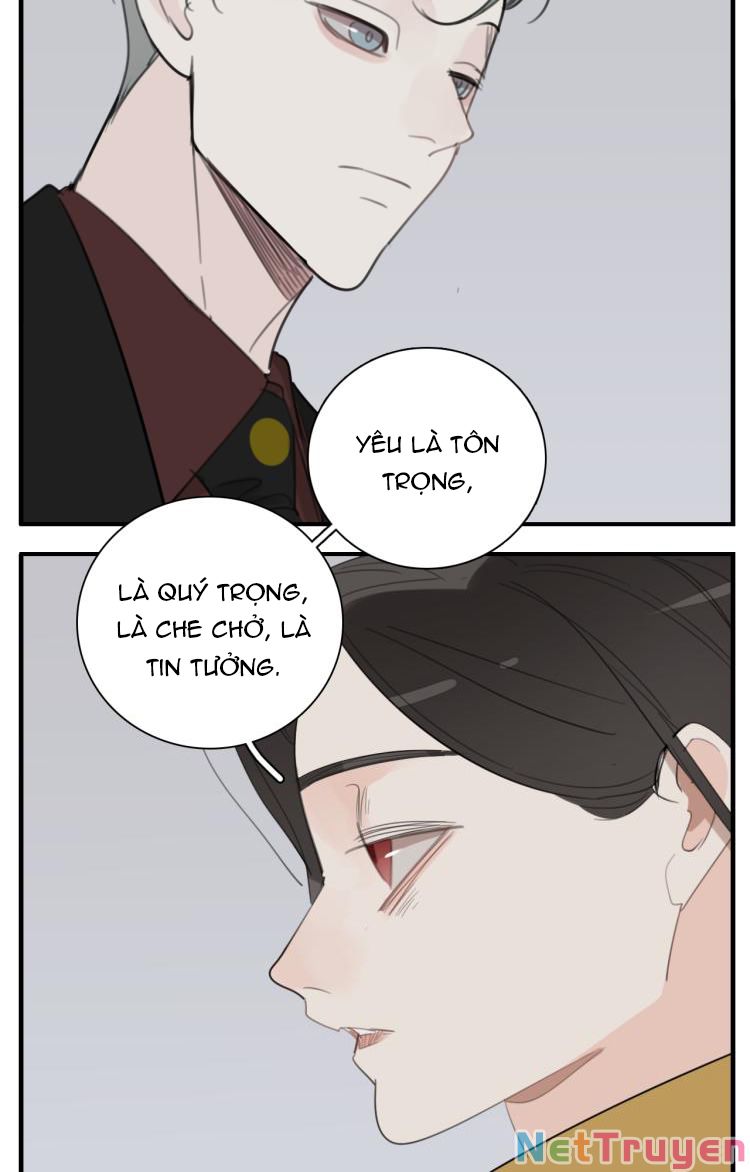 YÊU LÀ TÔN
TRỌNG,
LÀ QUÝ TRỌNG,
LÀ CHE CHỞ, LÀ
TIN TƯỞNG.
NETTRUYEN